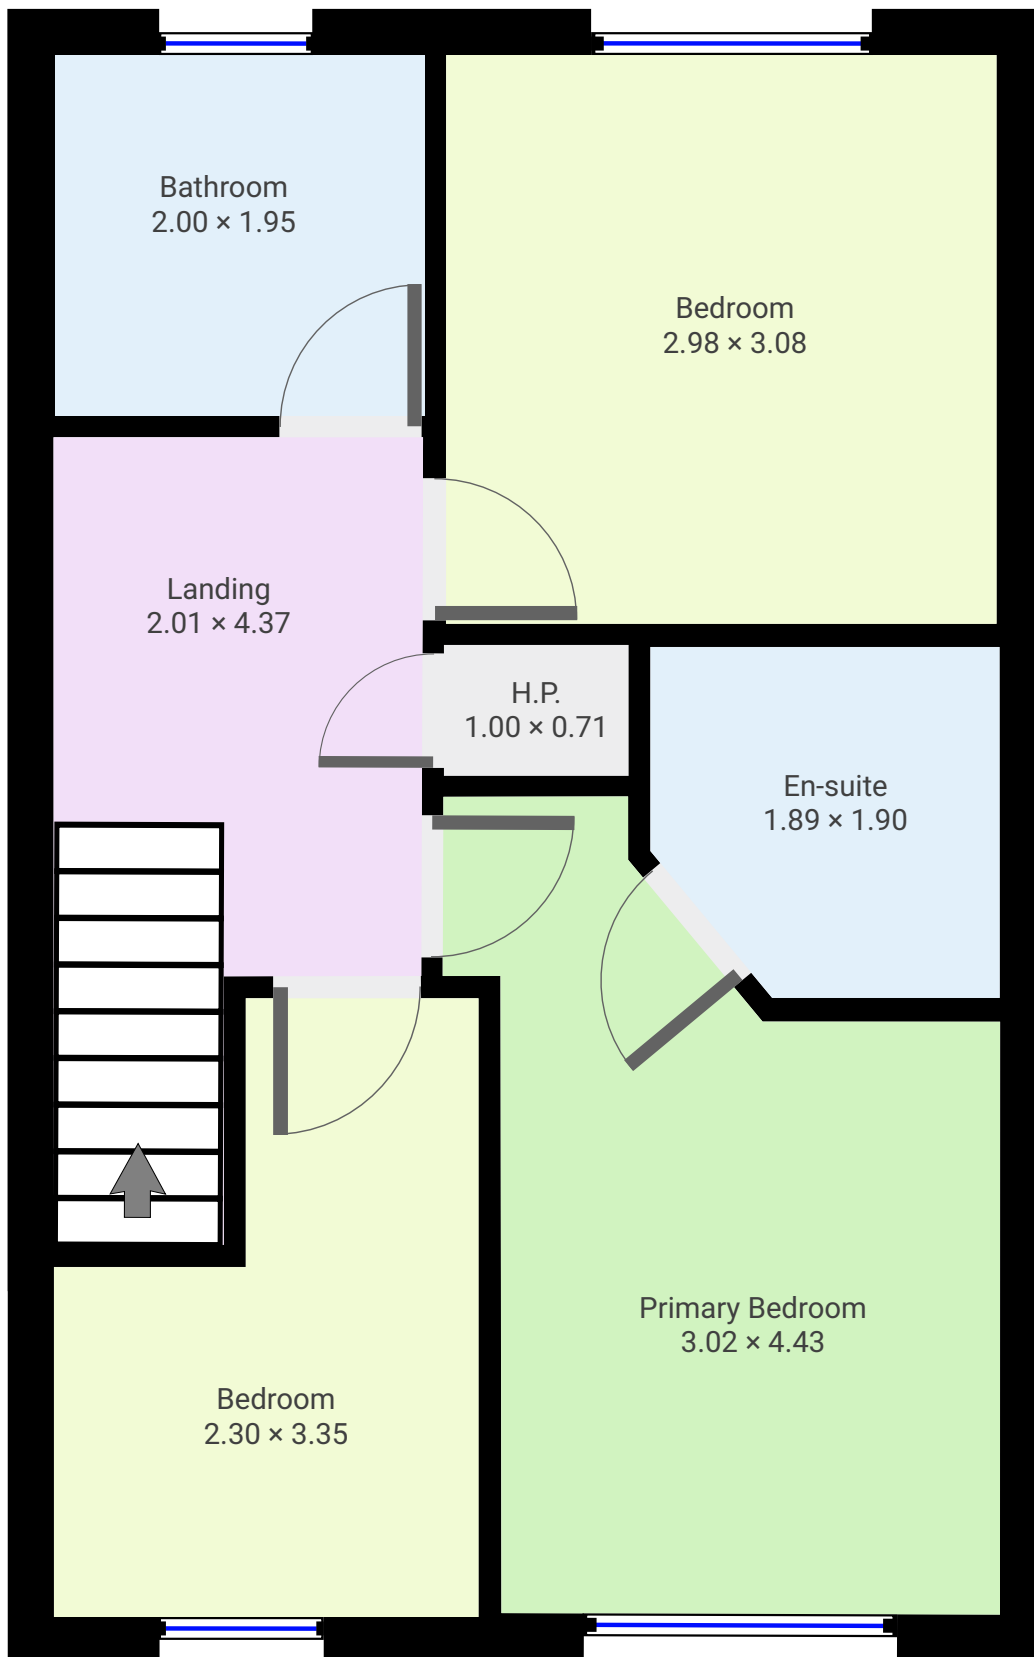 Bathroom
2.00 × 1.95
Bedroom
2.98 × 3.08
Landing
2.01 × 4.37
H.P.
1.00 × 0.71
En-suite
1.89 × 1.90
Primary Bedroom
3.02 × 4.43
Bedroom
2.30 × 3.35